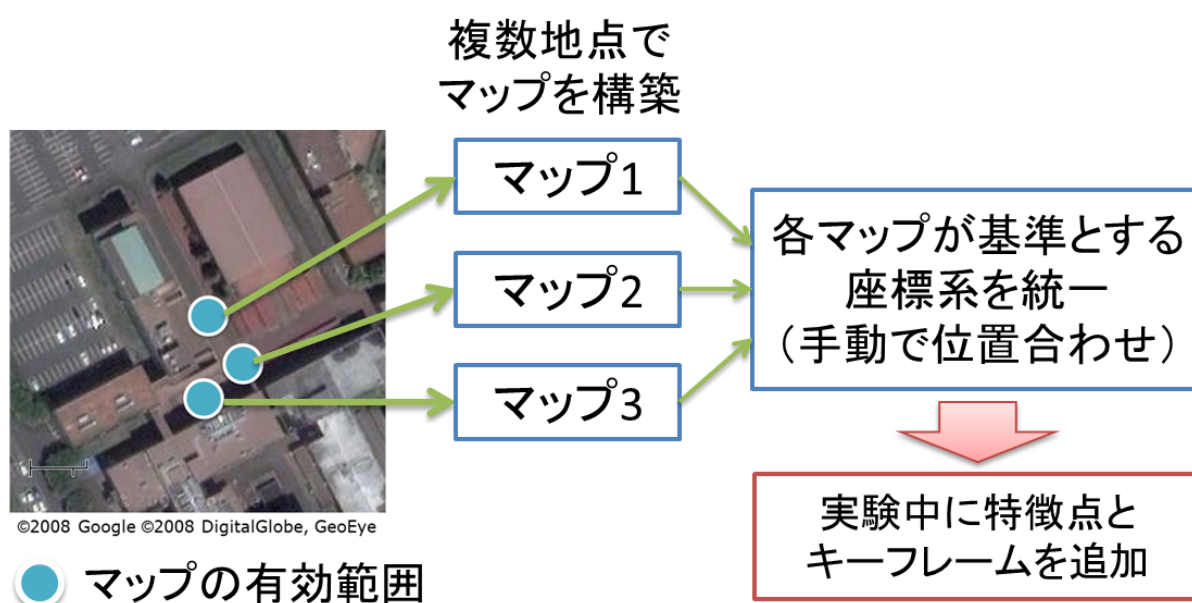 複数地点で
マップを構築
マップ1
マップ2
マップ3
各マップが基準とする
座標系を統一
（手動で位置合わせ）
実験中に特徴点と
キーフレームを追加
©2008 Google ©2008 DigitalGlobe, GeoEye
マップの有効範囲